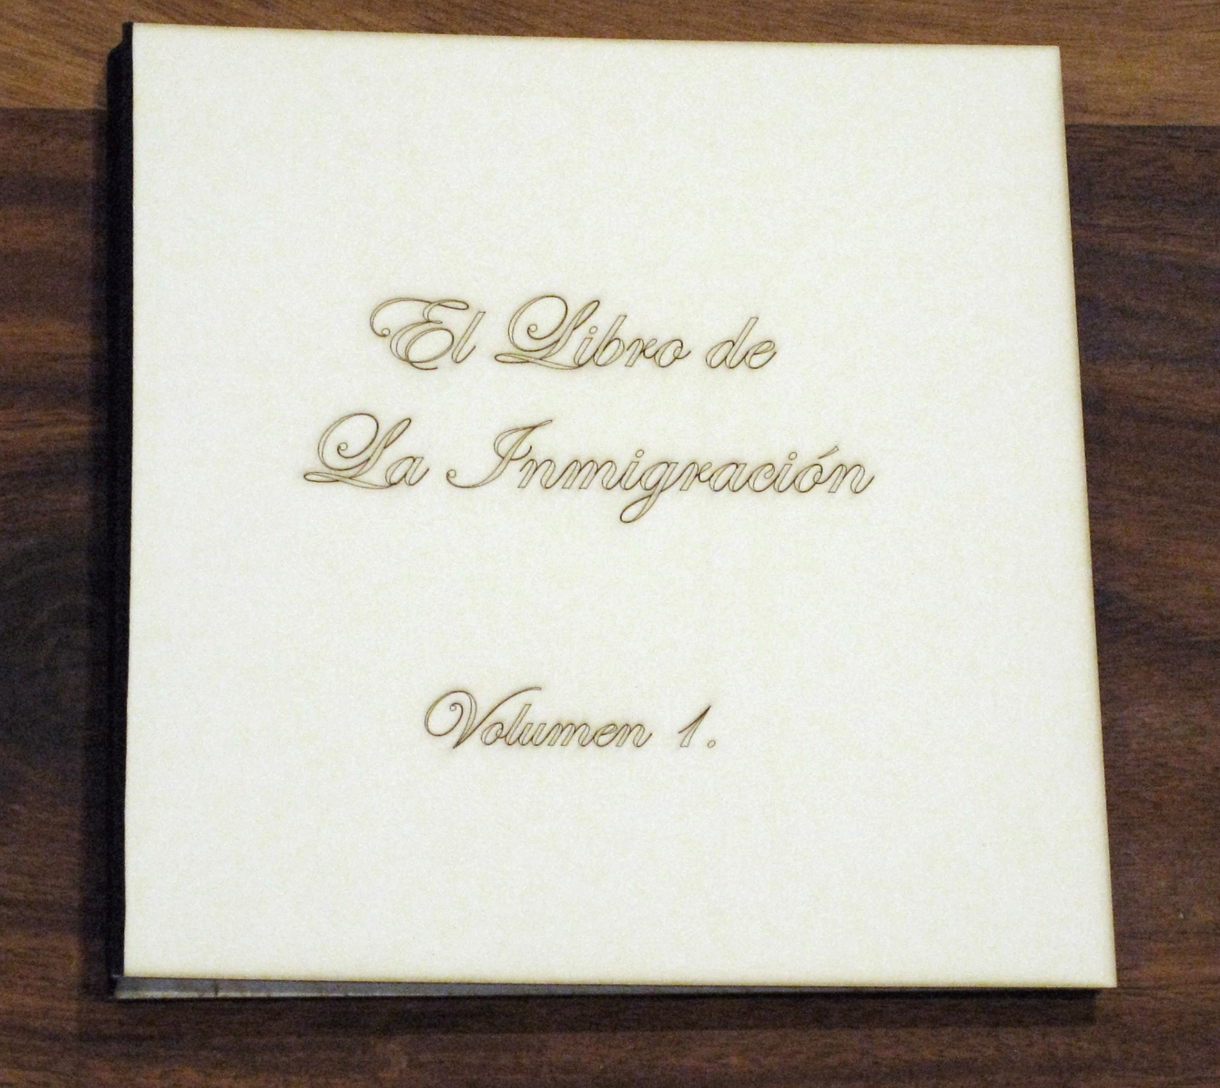 El Libro de
La Inmigración
Volumen 1.